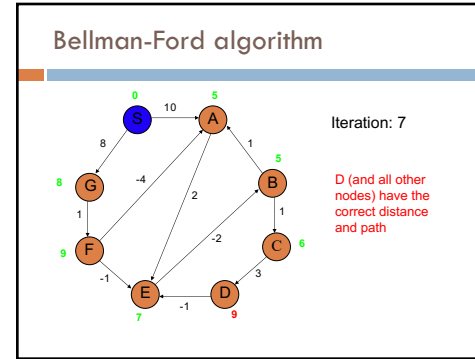 Bellman-Ford algorithm
0
5
S
10
A
Iteration: 7
8
1
5
8
G
-4
B
D (and all other
nodes) have the
correct distance
and path
2
1
1
-2
9
F
C
6
-1
3
E
-1
D
7
9